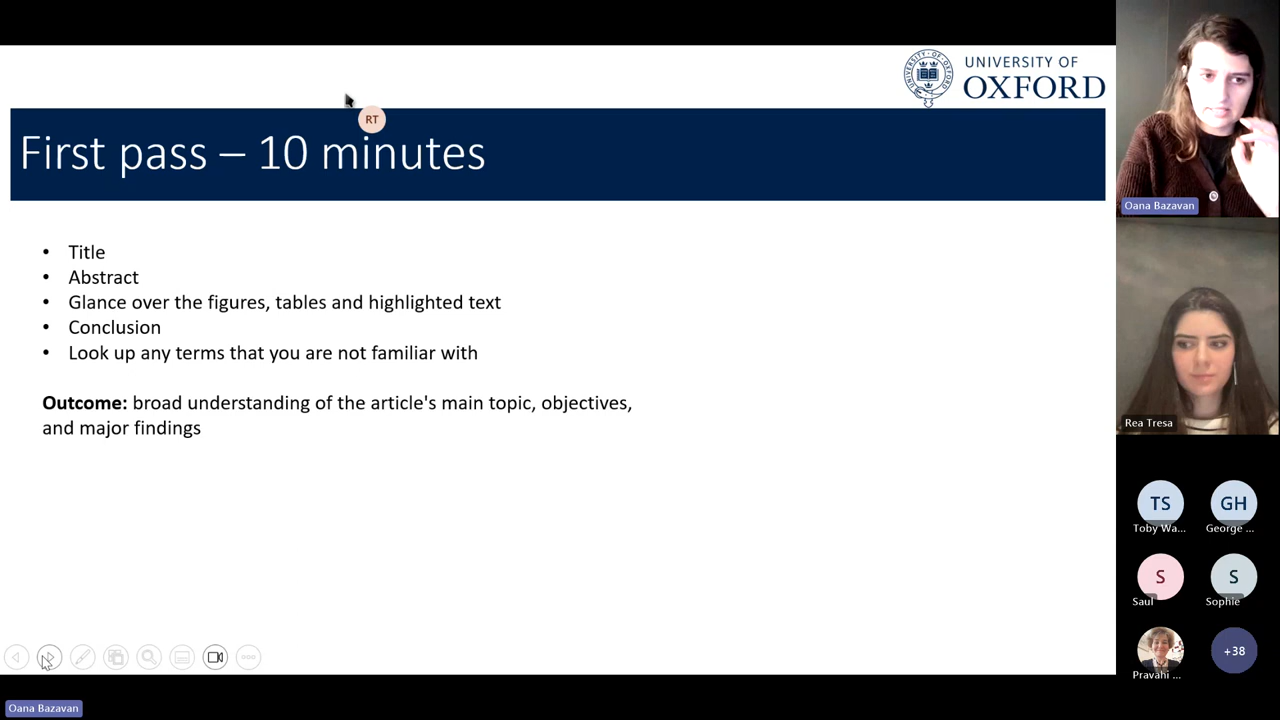 UNIVERSITY OF
OXFORD
RT
First pass – 10 minutes
• Title
• Abstract
• Glance over the figures, tables and highlighted text
• Conclusion
• Look up any terms that you are not familiar with
Outcome: broad understanding of the article's main topic, objectives,
and major findings
Oana Bazavan
Rea Tresa
TS
GH
Toby Wa...
George ...
S
S
Saul
Sophie
Pravahi ...
+38
Oana Bazavan